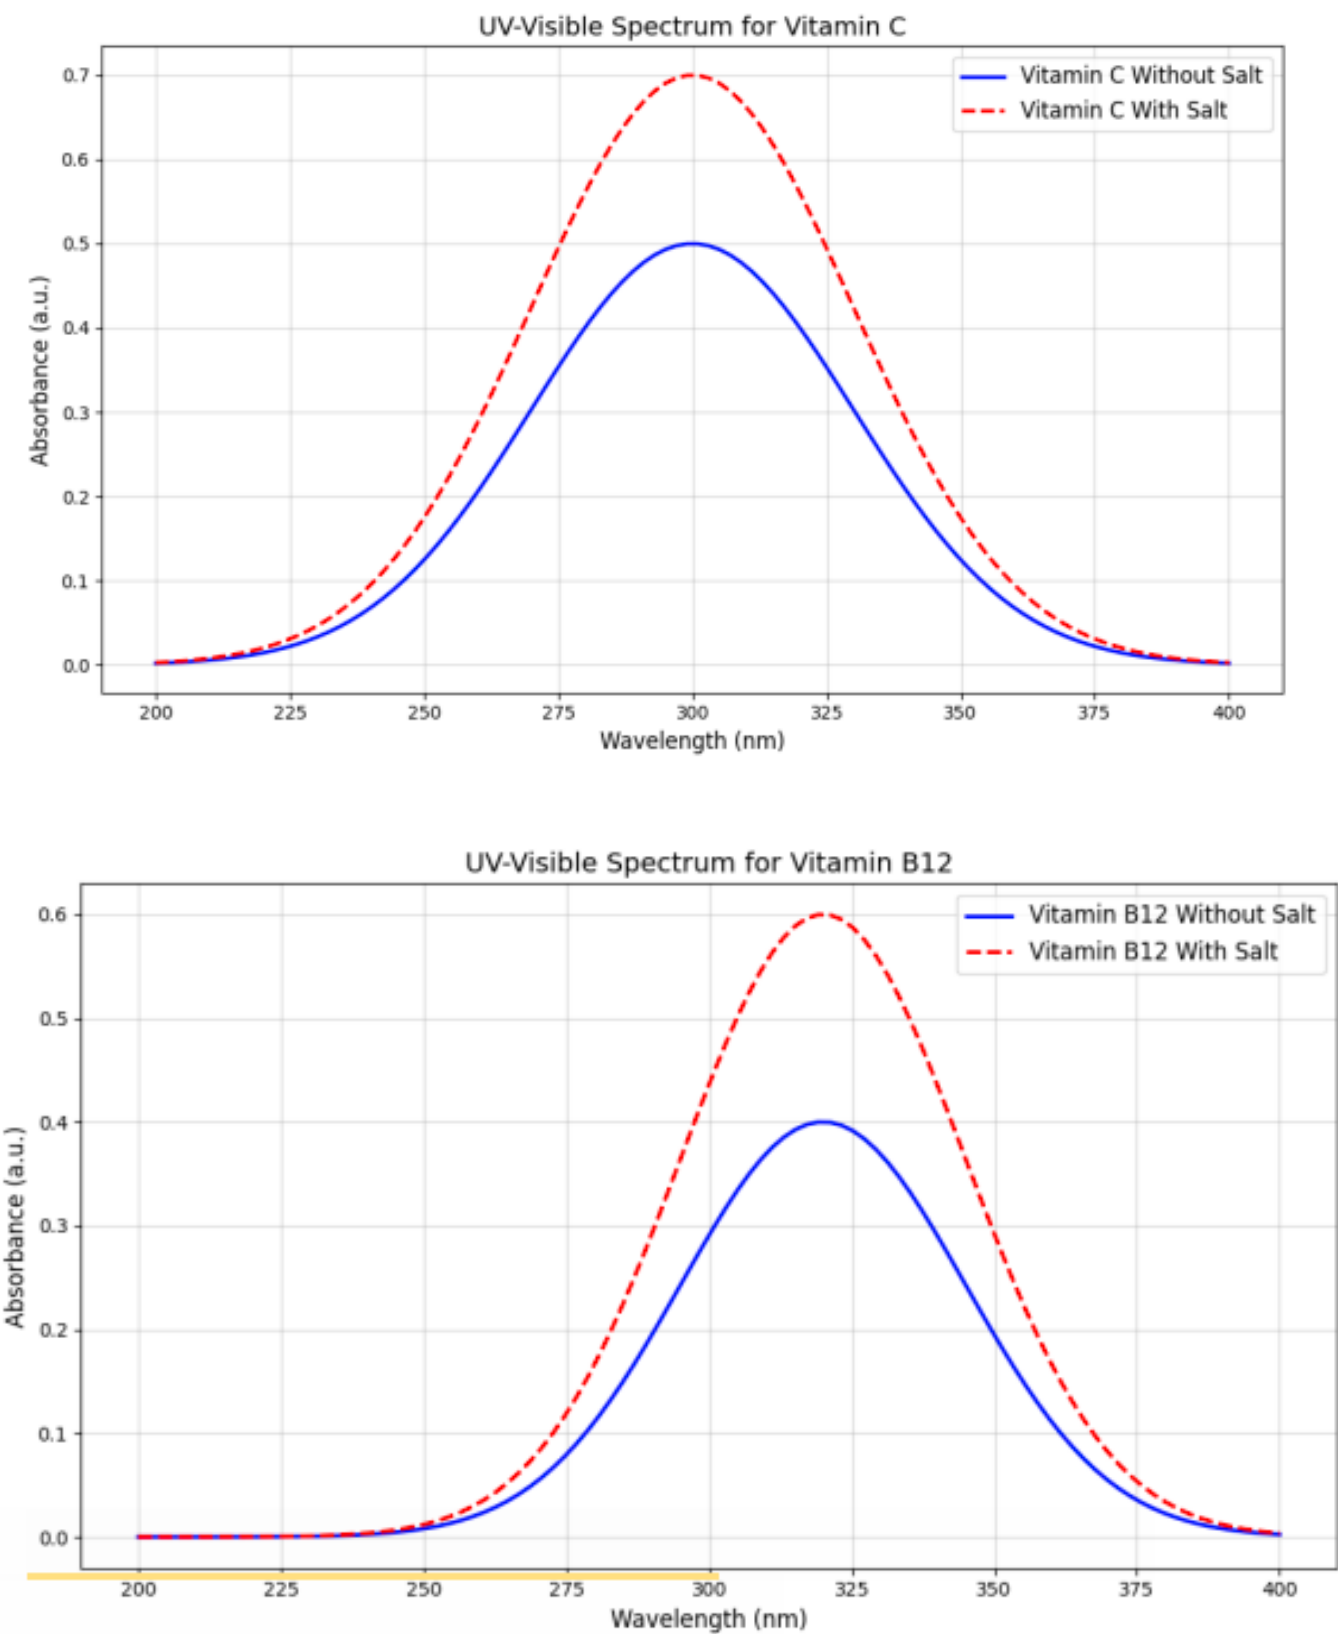 UV-Visible Spectrum for Vitamin C
Vitamin C Without Salt
Vitamin C With Salt
Absorbance (a.u.)
0.7
0.6
0.5
0.4
0.3
0.2
0.1
0.0
200 225 250 275 300 325 350 375 400
Wavelength (nm)
UV-Visible Spectrum for Vitamin B12
Vitamin B12 Without Salt
Vitamin B12 With Salt
Absorbance (a.u.)
0.6
0.5
0.4
0.3
0.2
0.1
0.0
200 225 250 275 300 325 350 375 400
Wavelength (nm)